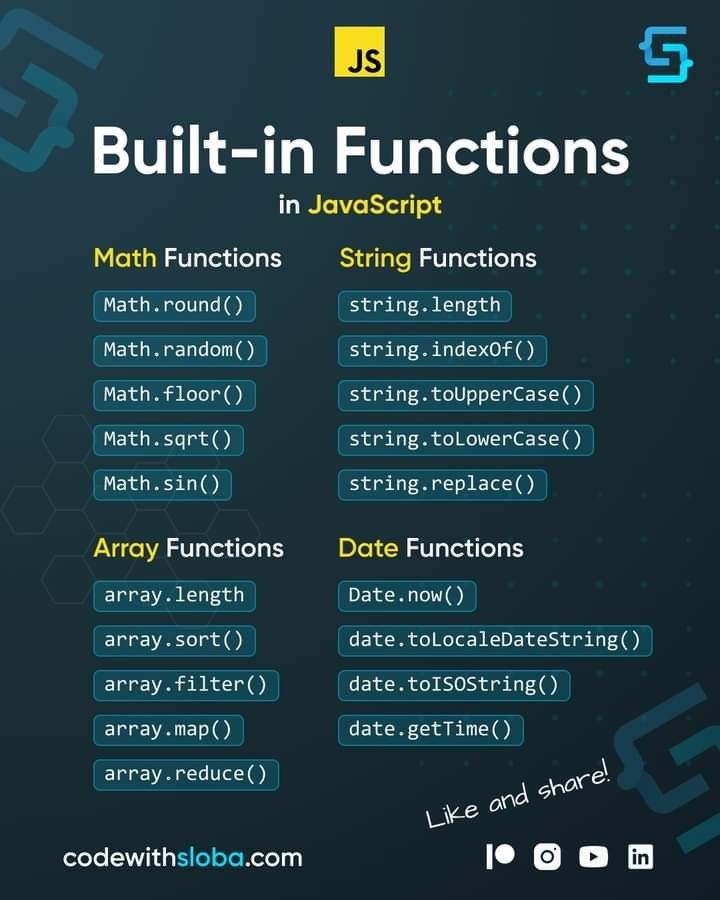 JS
Built-in Functions
in JavaScript
Math Functions
Math.round()
Math.random()
Math.floor()
Math.sqrt()
Math.sin()
String Functions
string.length
string.indexOf()
string.toUpperCase()
string.toLowerCase()
string.replace()
Array Functions
array.length
array.sort()
array.filter()
array.map()
array.reduce()
Date Functions
Date.now()
date.toLocaleDateString()
date.toISOString()
date.getTime()
Like and share!
codewithsloba.com
in